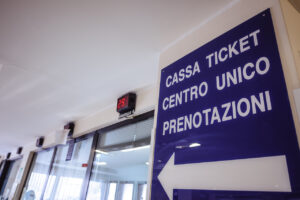 CASSA TICKET
CENTRO UNICO
PRENOTAZIONI